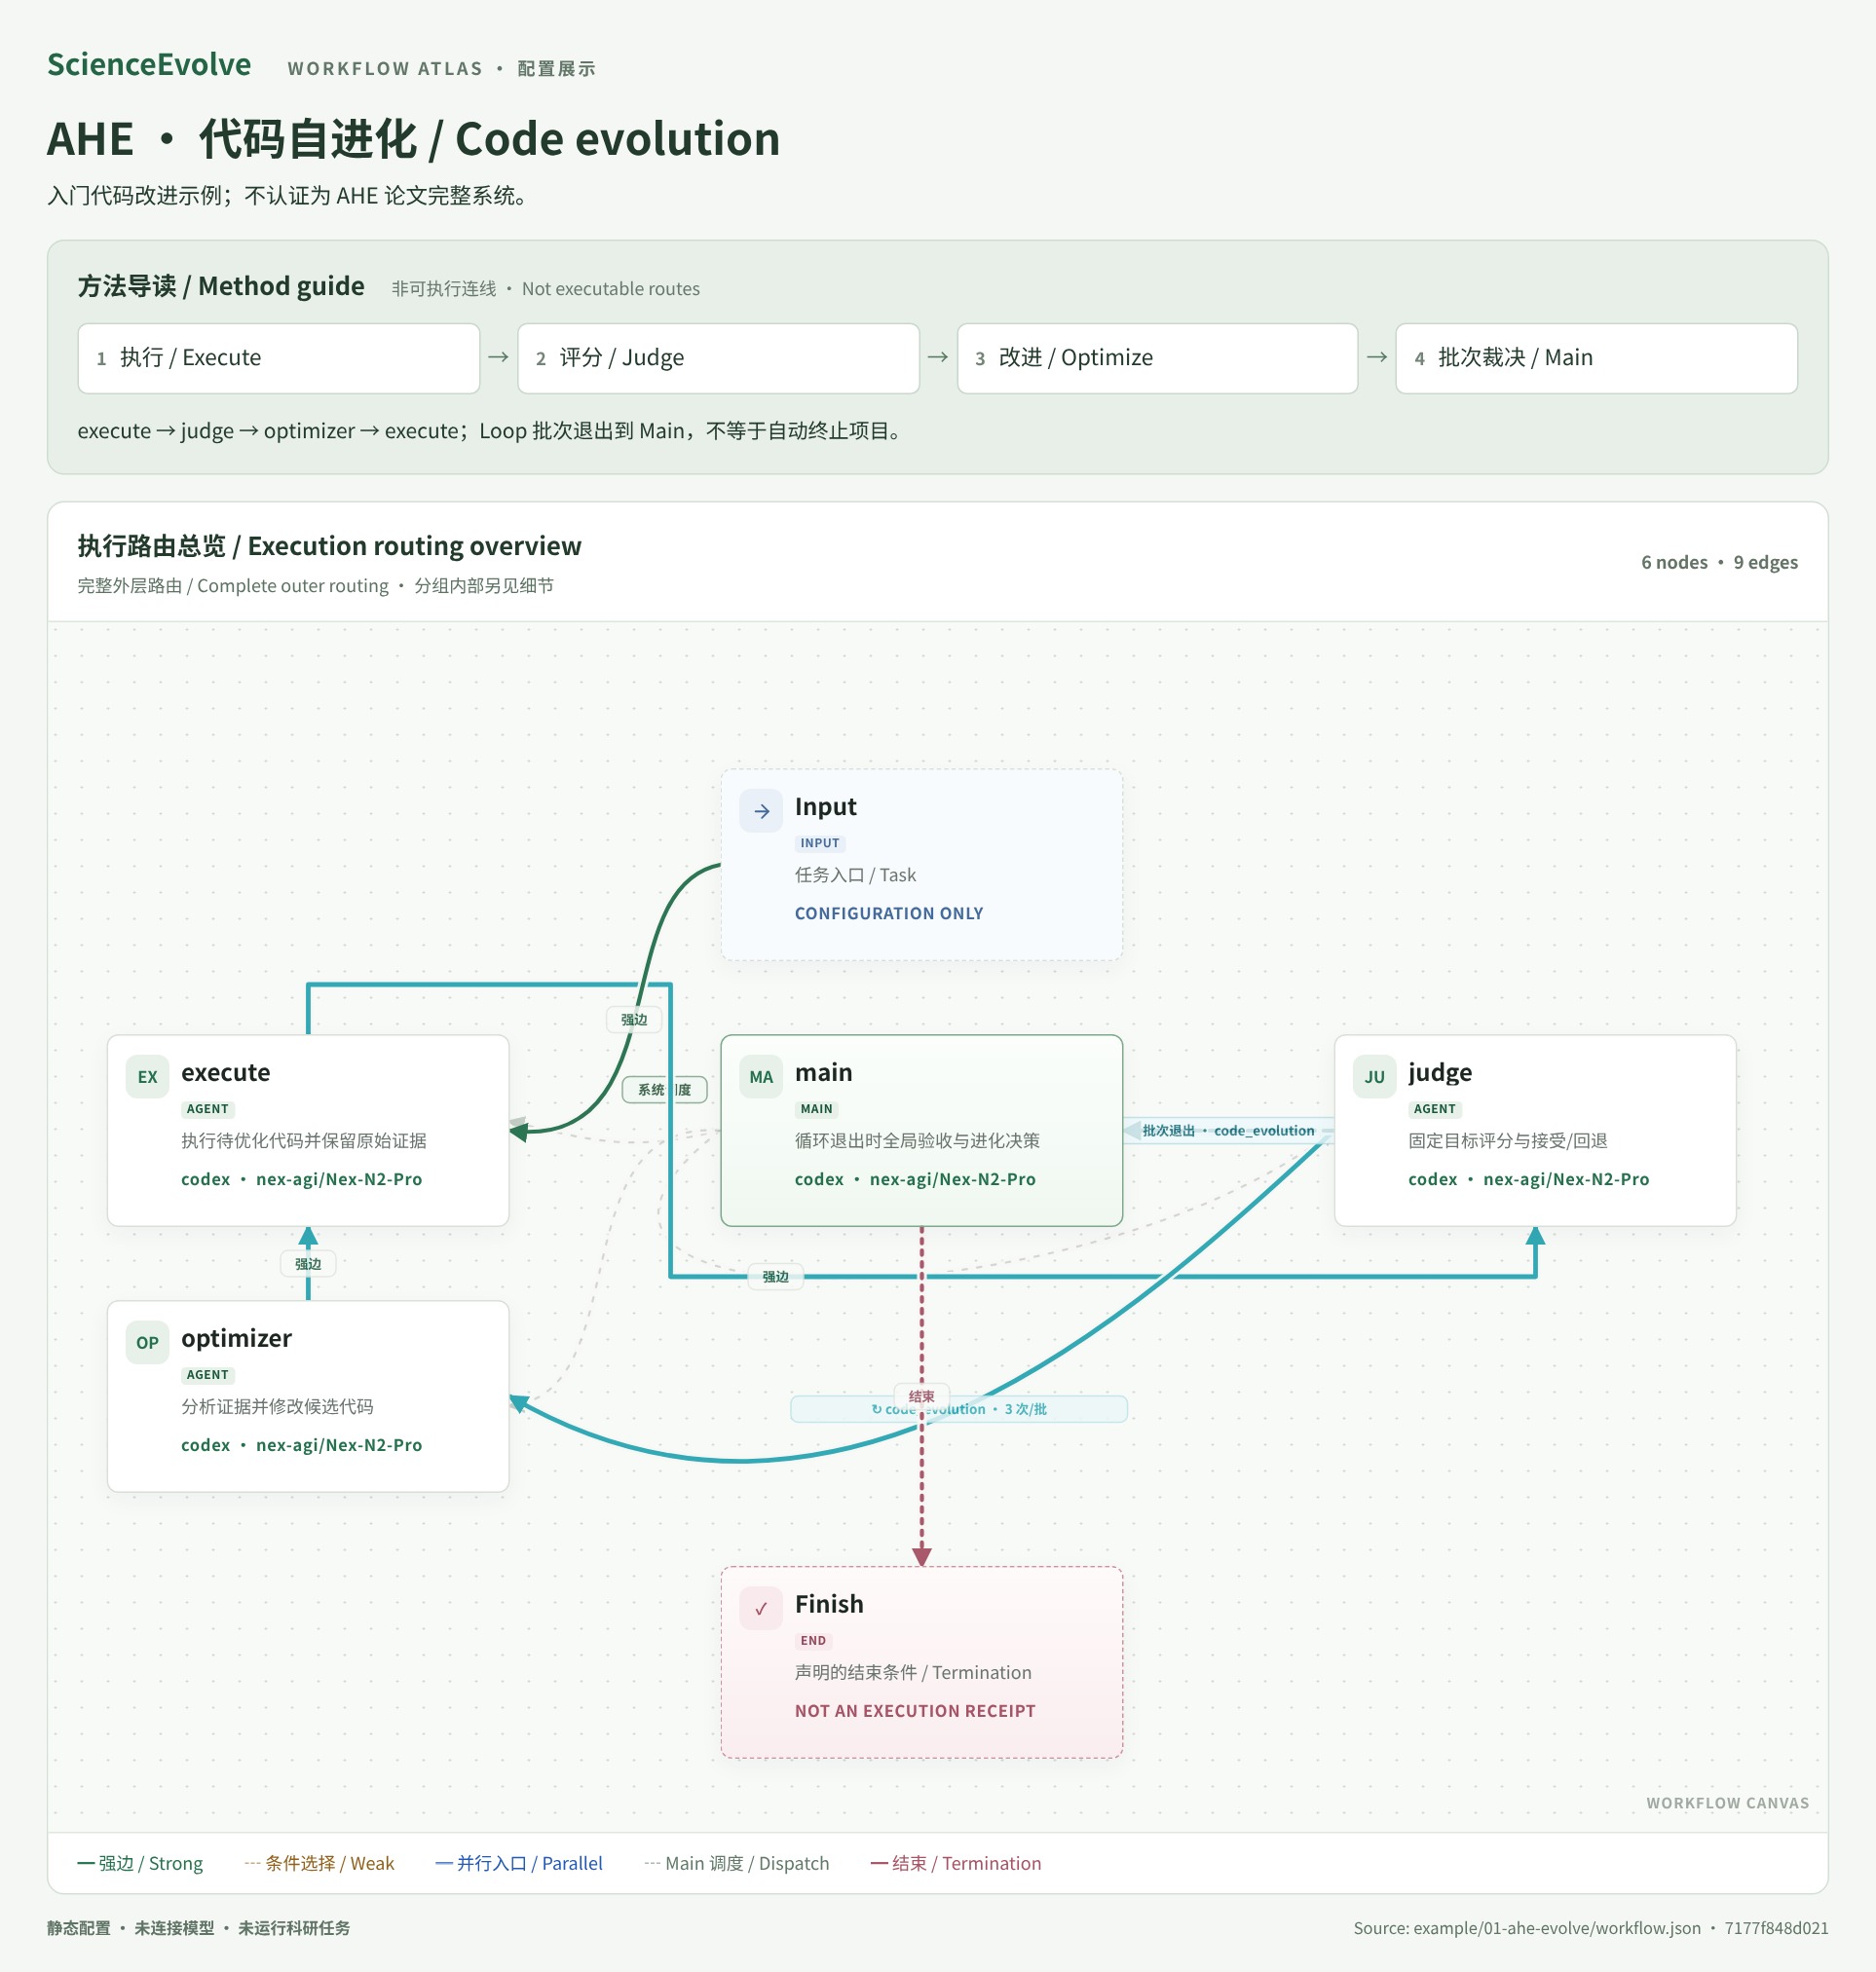 ScienceEvolve WORKFLOW ATLAS • 配置展示
AHE • 代码自进化 / Code evolution
入门代码改进示例；不认证为 AHE 论文完整系统。
方法导读 / Method guide 非可执行连线 • Not executable routes
1 执行 / Execute → 2 评分 / Judge → 3 改进 / Optimize → 4 批次裁决 / Main
execute → judge → optimizer → execute；Loop 批次退出到 Main，不等于自动终止项目。
执行路由总览 / Execution routing overview
完整外层路由 / Complete outer routing • 分组内部另见细节
6 nodes • 9 edges
→ Input
INPUT
任务入口 / Task
CONFIGURATION ONLY
强边
系统 度
EX execute
AGENT
执行待优化代码并保留原始证据
codex • nex-agi/Nex-N2-Pro
MA main
MAIN
循环退出时全局验收与进化决策
codex • nex-agi/Nex-N2-Pro
批次退出 • code_evolution
JU judge
AGENT
固定目标评分与接受/回退
codex • nex-agi/Nex-N2-Pro
强边
强边
OP optimizer
AGENT
分析证据并修改候选代码
codex • nex-agi/Nex-N2-Pro
结束
↻ code_evolution • 3 次/批
✓ Finish
END
声明的结束条件 / Termination
NOT AN EXECUTION RECEIPT
WORKFLOW CANVAS
强边 / Strong 条件选择 / Weak 并行入口 / Parallel Main 调度 / Dispatch 结束 / Termination
静态配置 • 未连接模型 • 未运行科研任务
Source: example/01-ahe-evolve/workflow.json • 7177f848d021